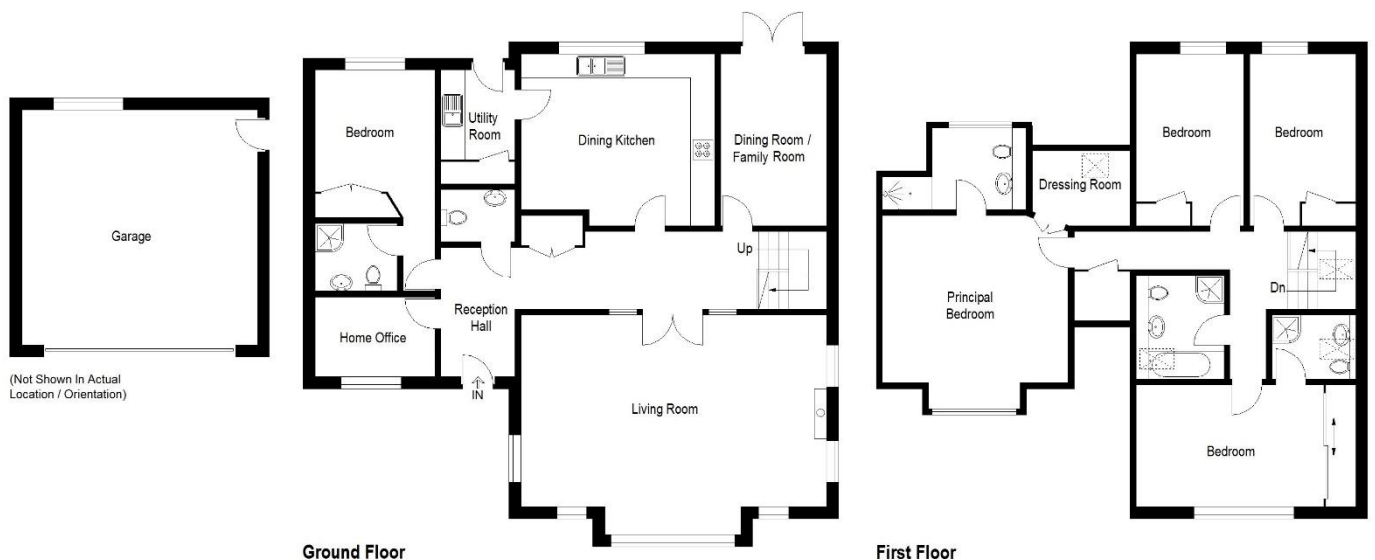 Garage
(Not Shown In Actual
Location / Orientation)
Bedroom
Utility
Room
Dining Kitchen
Dining Room /
Family Room
Up
Reception
Hall
Home Office
IN
Living Room
Ground Floor
Bedroom
Bedroom
Dressing Room
Principal
Bedroom
Dn
Bedroom
First Floor